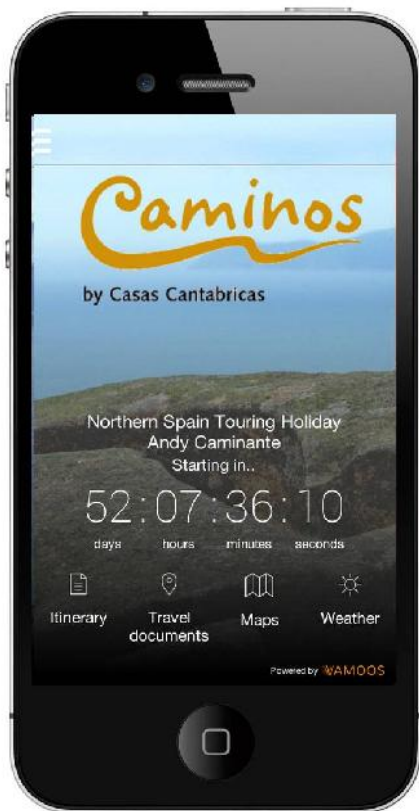 Caminos
by Casas Cantabricas
Northern Spain Touring Holiday
Andy Caminante
Starting in..
52:07:36:10
days hours minutes seconds
Itinerary Travel documents Maps Weather
Powered by VAMOOS